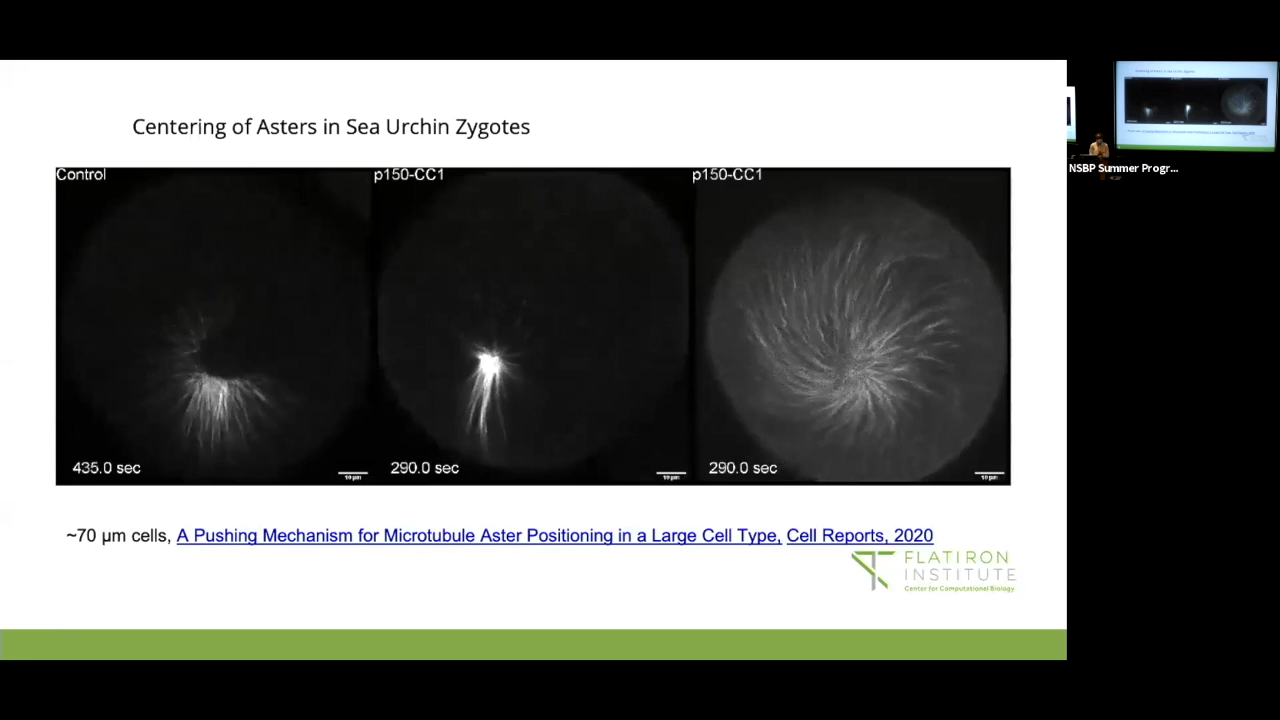 Centering of Asters in Sea Urchin Zygotes
Control
p150-CC1
p150-CC1
435.0 sec
10 µm
290.0 sec
10 µm
290.0 sec
10 µm
~70 µm cells, A Pushing Mechanism for Microtubule Aster Positioning in a Large Cell Type, Cell Reports, 2020
FLATIRON
INSTITUTE
Center for Computational Biology
NSBP Summer Progr...